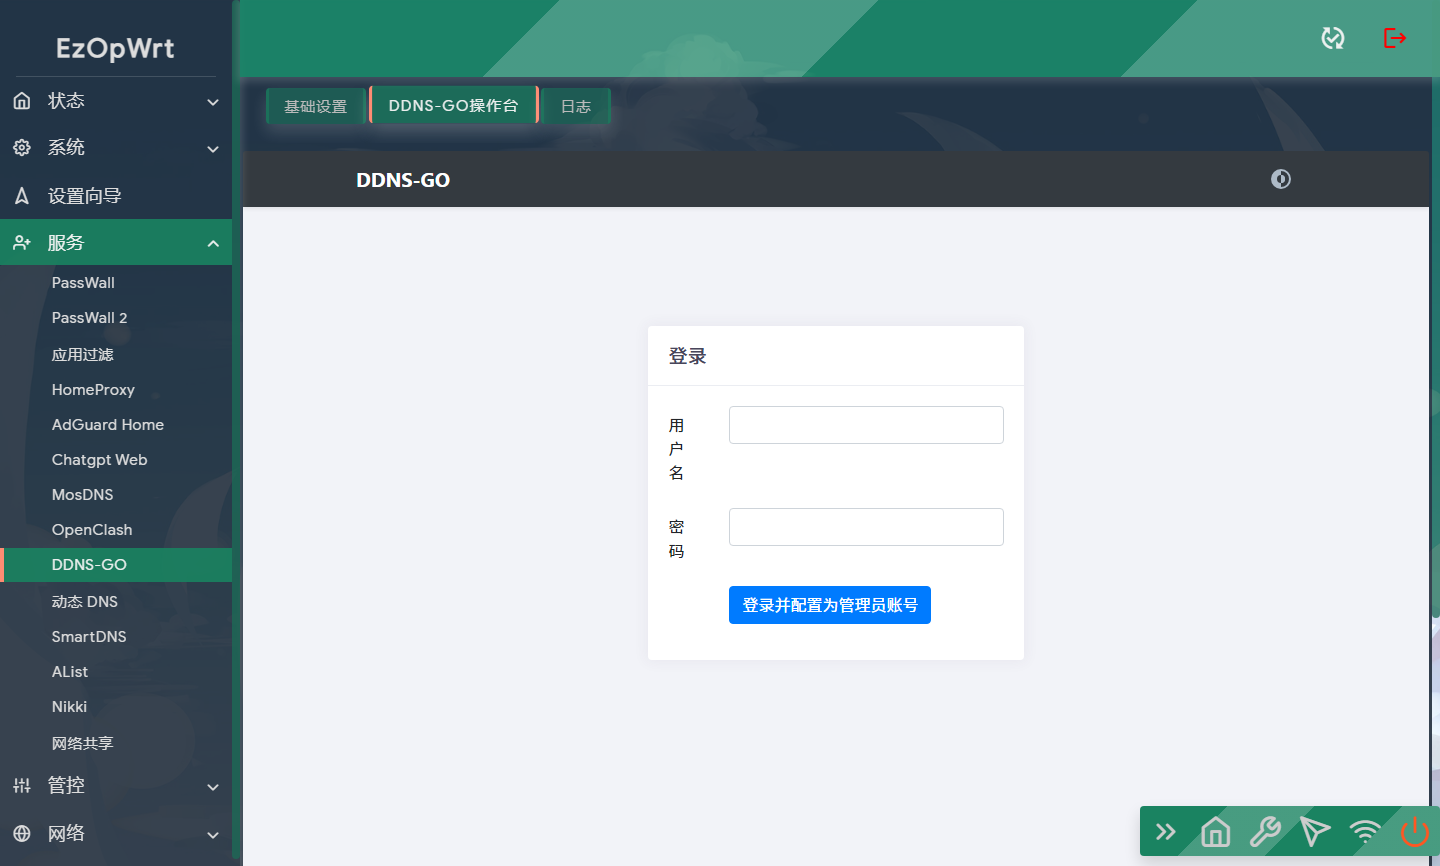 EzOpWrt
状态
系统
设置向导
服务
PassWall
PassWall 2
应用过滤
HomeProxy
AdGuard Home
Chatgpt Web
MosDNS
OpenClash
DDNS-GO
动态 DNS
SmartDNS
AList
Nikki
网络共享
管控
网络
基础设置
DDNS-GO操作台
日志
DDNS-GO
登录
用户名
密码
登录并配置为管理员账号